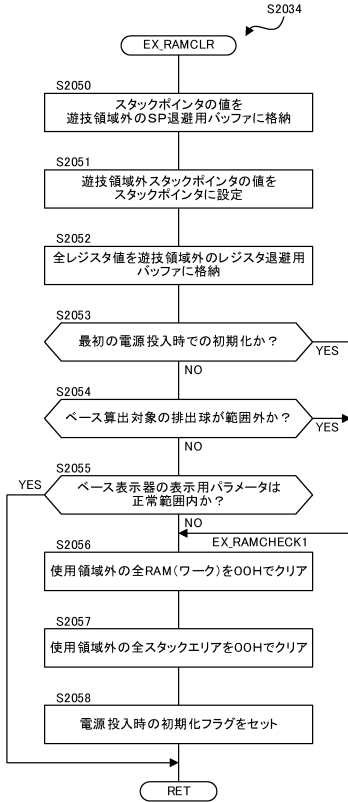 S2034
EX_RAMCLR
S2050
スタックポインタの値を
遊技領域外のSP退避用バッファに格納
S2051
遊技領域外スタックポインタの値を
スタックポインタに設定
S2052
全レジスタ値を遊技領域外のレジスタ退避用
バッファに格納
S2053
最初の電源投入時での初期化か？
YES
NO
S2054
ベース算出対象の排出球が範囲外か？
YES
NO
S2055
YES
ベース表示器の表示用パラメータは
正常範囲内か？
NO
EX_RAMCHECK1
S2056
使用領域外の全RAM（ワーク）を００Hでクリア
S2057
使用領域外の全スタックエリアを００Hでクリア
S2058
電源投入時の初期化フラグをセット
RET